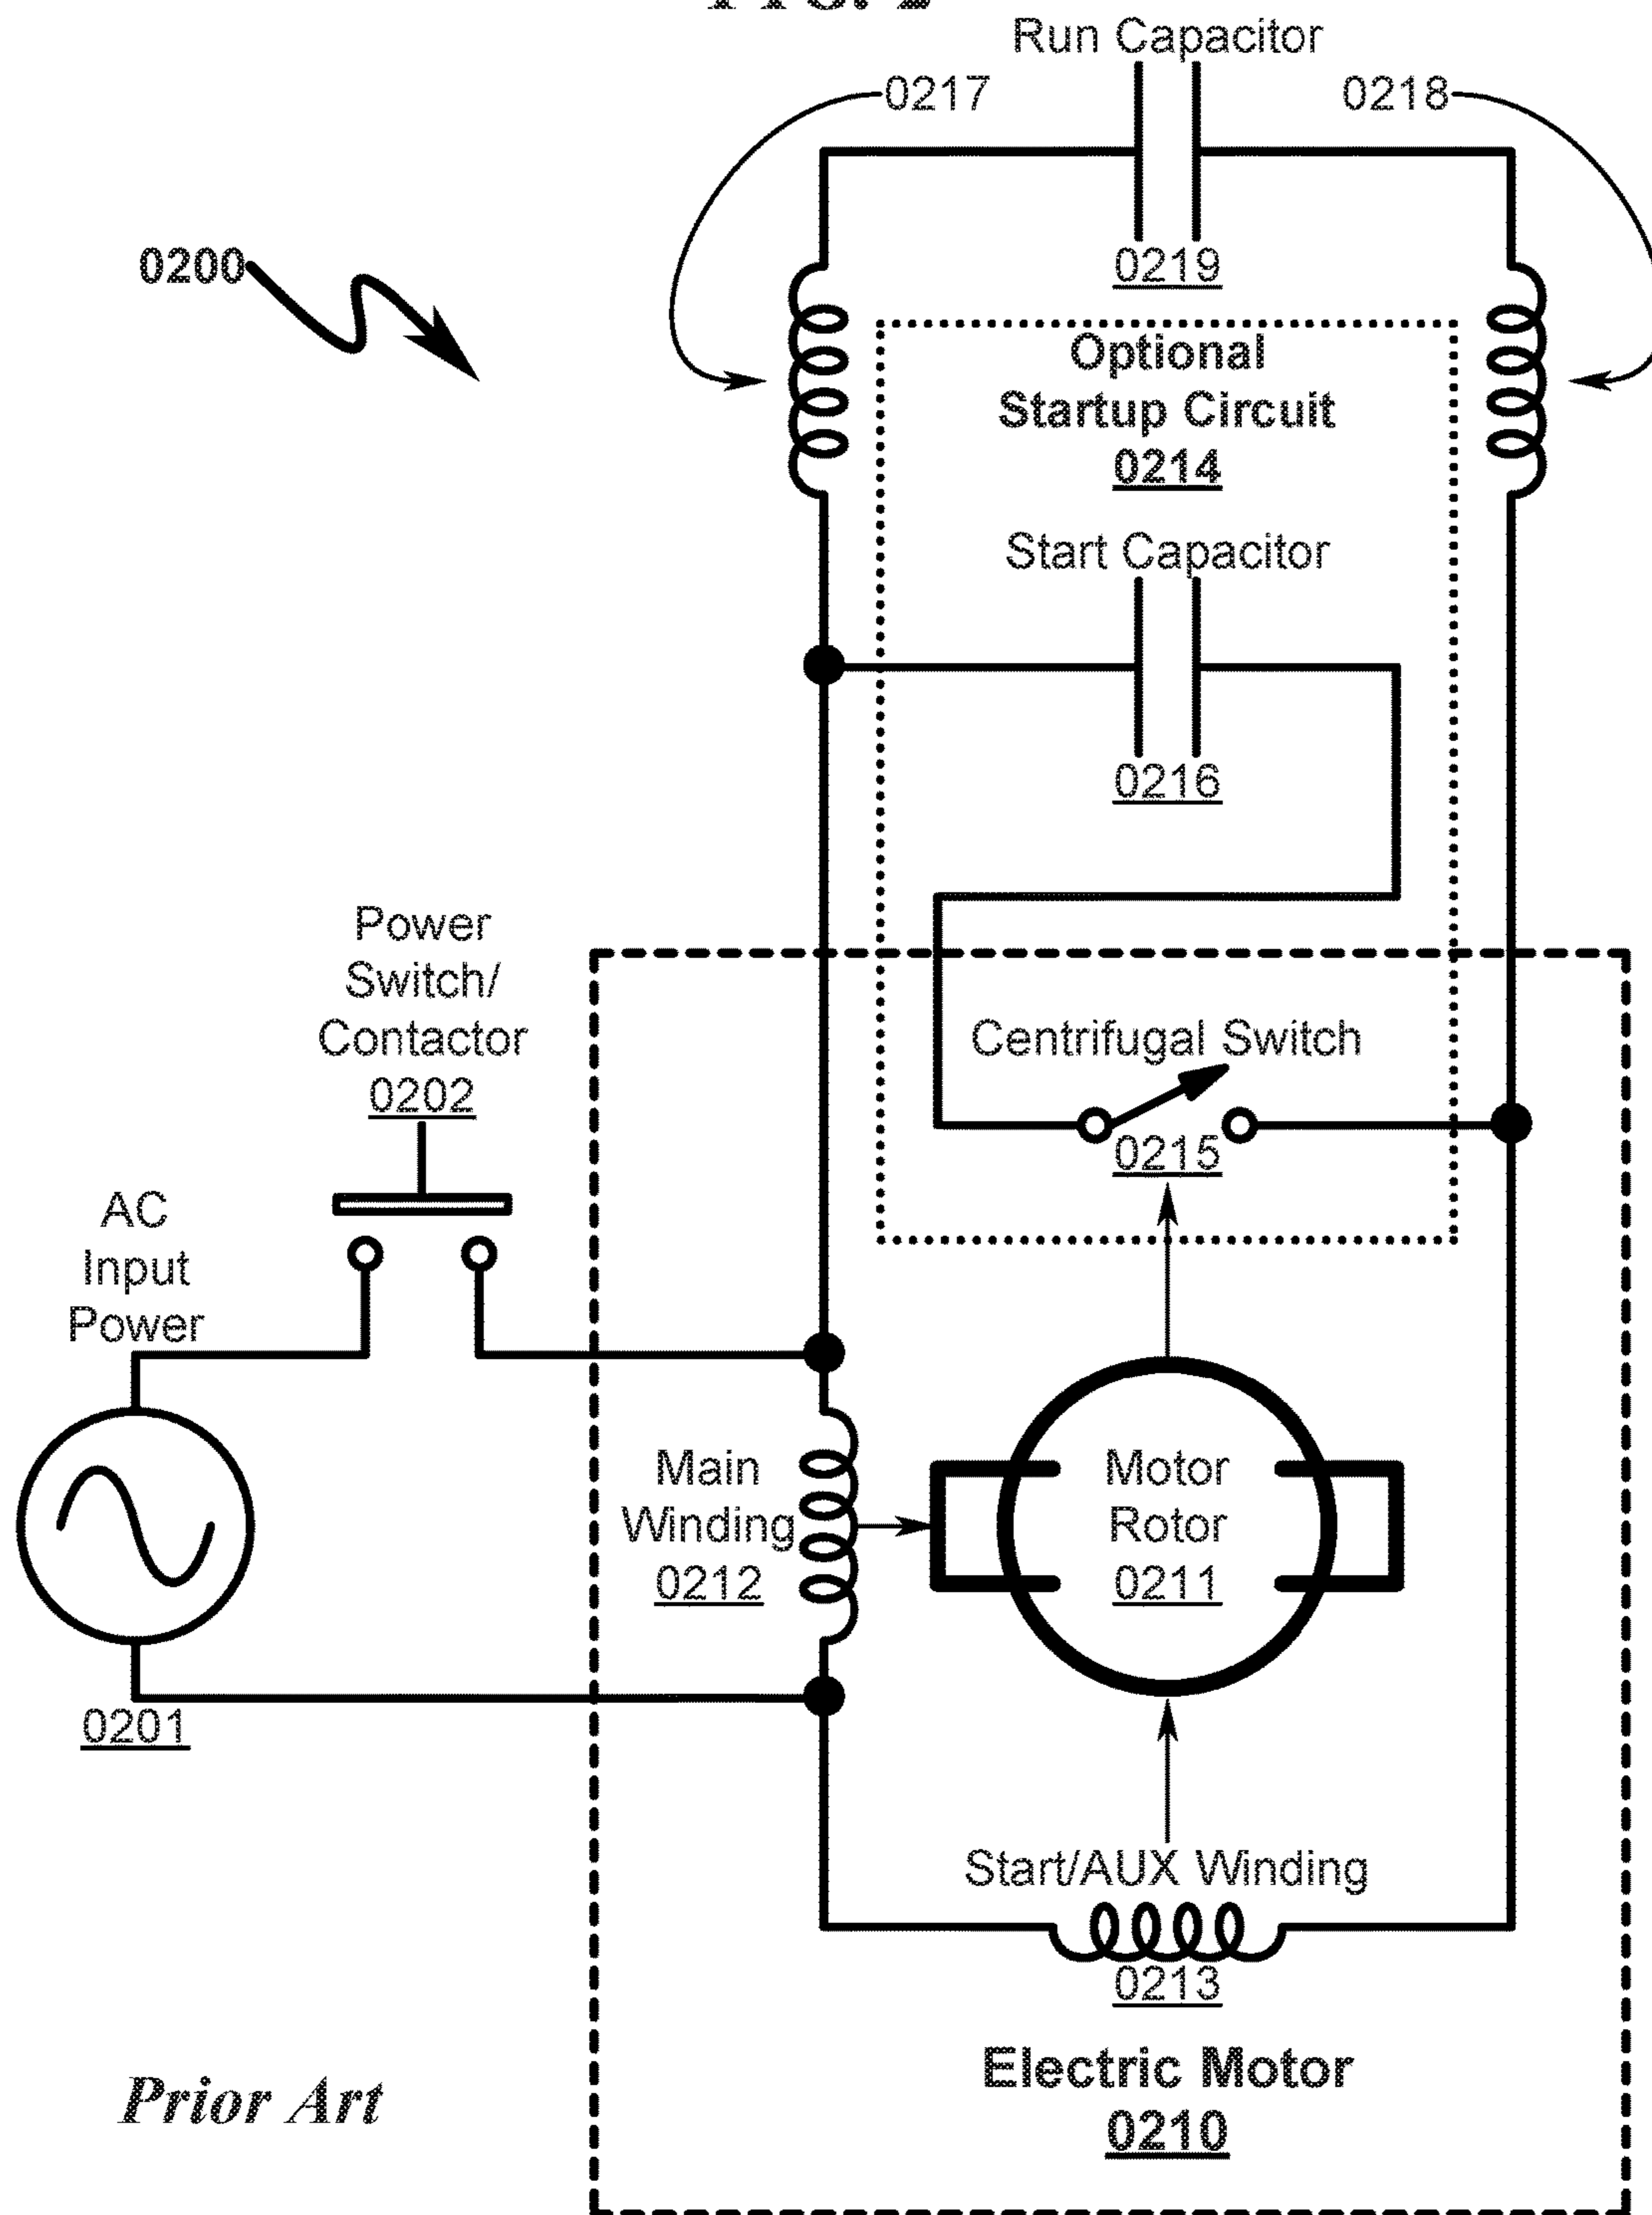 Run Capacitor
0217
0218
0200
0219
Optional
Startup Circuit
0214
Start Capacitor
0216
Power
Switch/
Contactor
0202
Centrifugal Switch
0215
AC
Input
Power
Main
Winding
0212
Motor
Rotor
0211
0201
Start/AUX Winding
0213
Electric Motor
0210
Prior Art